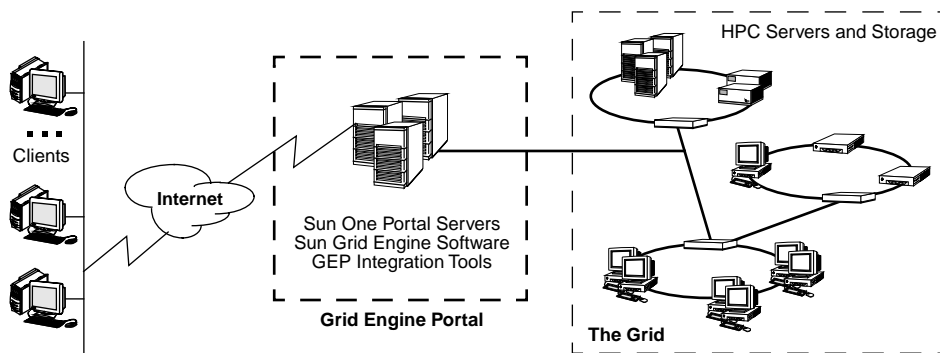 HPC Servers and Storage
Clients
Internet
Sun One Portal Servers
Sun Grid Engine Software
GEP Integration Tools
Grid Engine Portal
The Grid